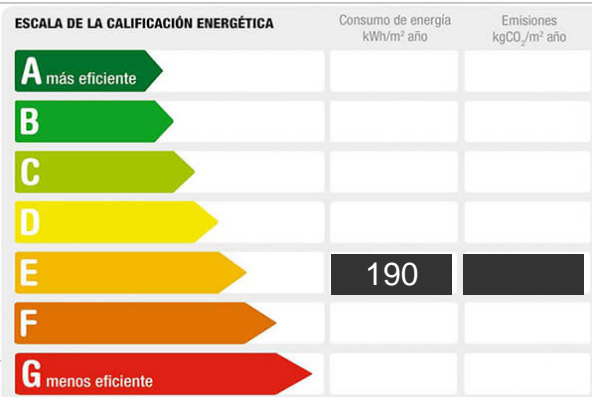 ESCALA DE LA CALIFICACIÓN ENERGÉTICA
Consumo de energía
kWh/m² año
Emisiones
kgCO₂/m² año
A más eficiente
B
C
D
E
190
F
G menos eficiente